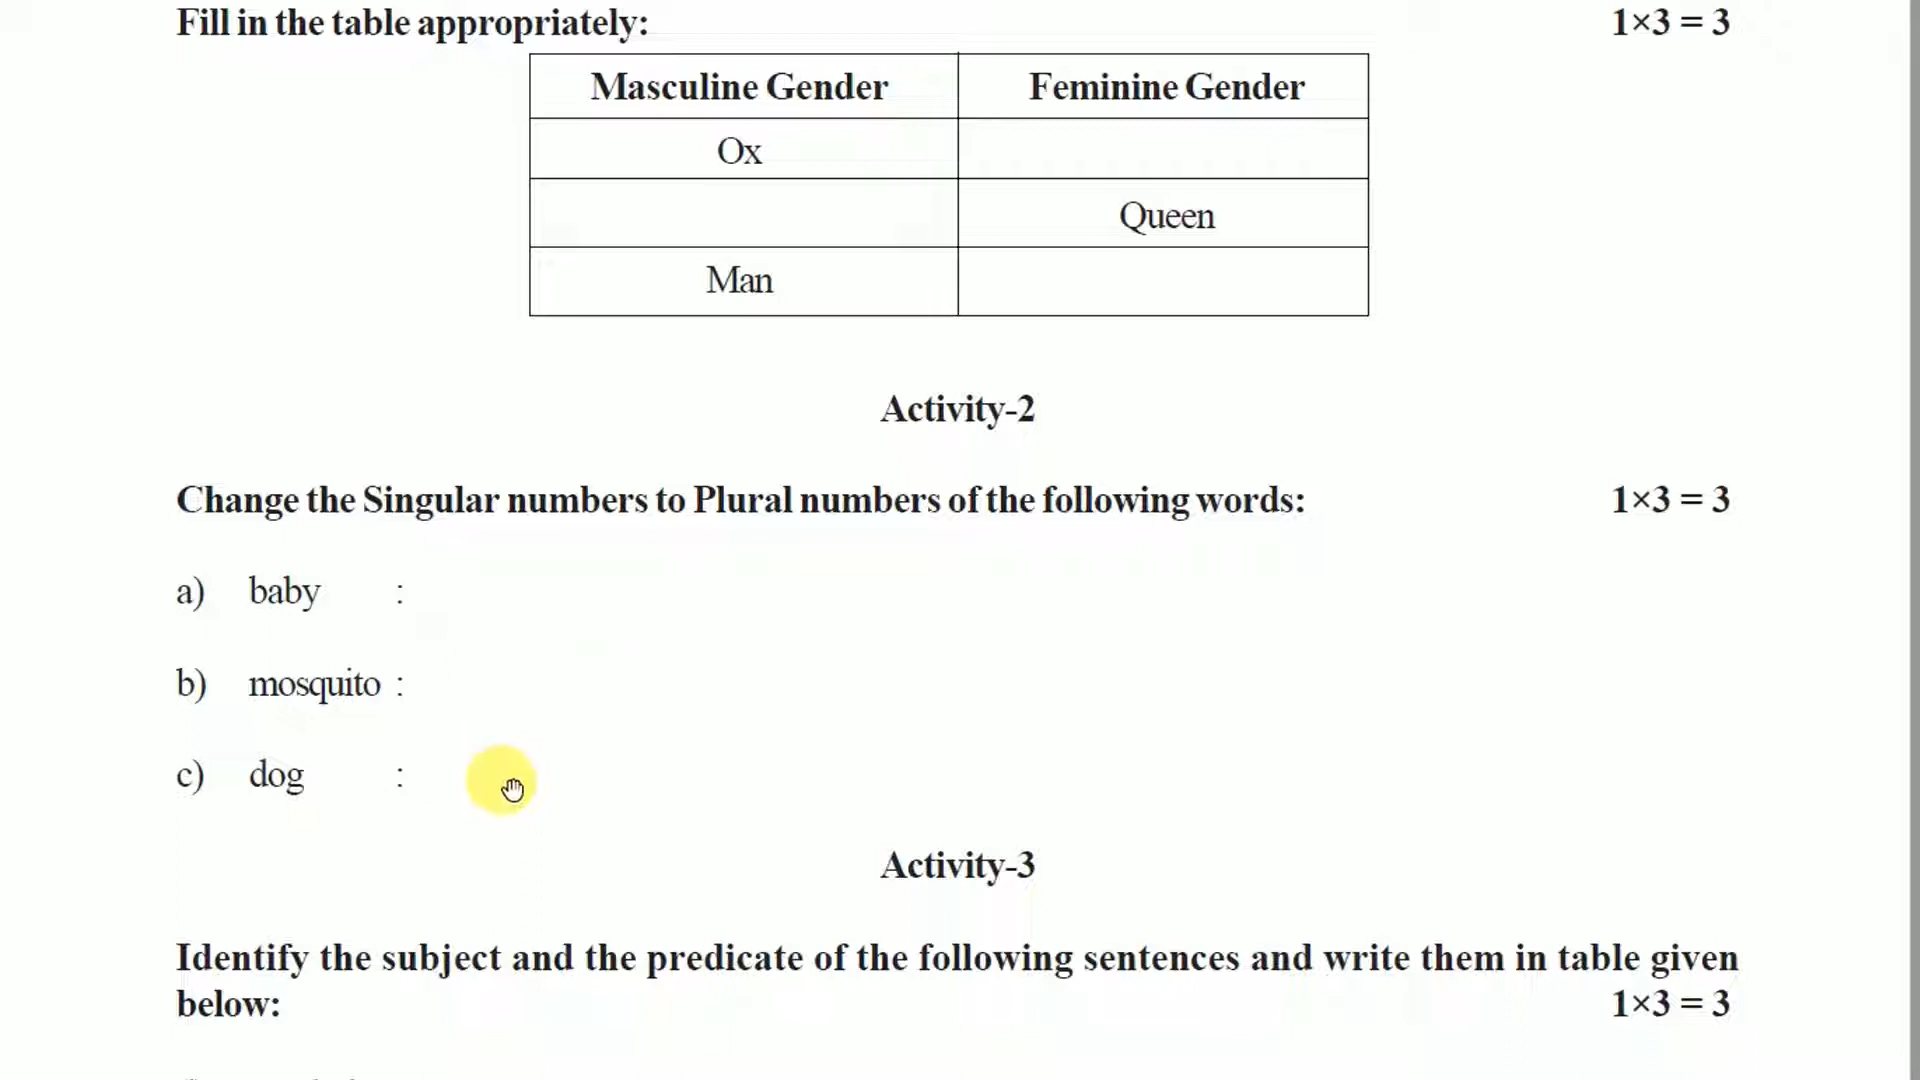 Fill in the table appropriately: 1×3 = 3
Masculine Gender Feminine Gender
Ox
Queen
Man
Activity-2
Change the Singular numbers to Plural numbers of the following words: 1×3 = 3
a) baby :
b) mosquito :
c) dog :
Activity-3
Identify the subject and the predicate of the following sentences and write them in table given
below: 1×3 = 3